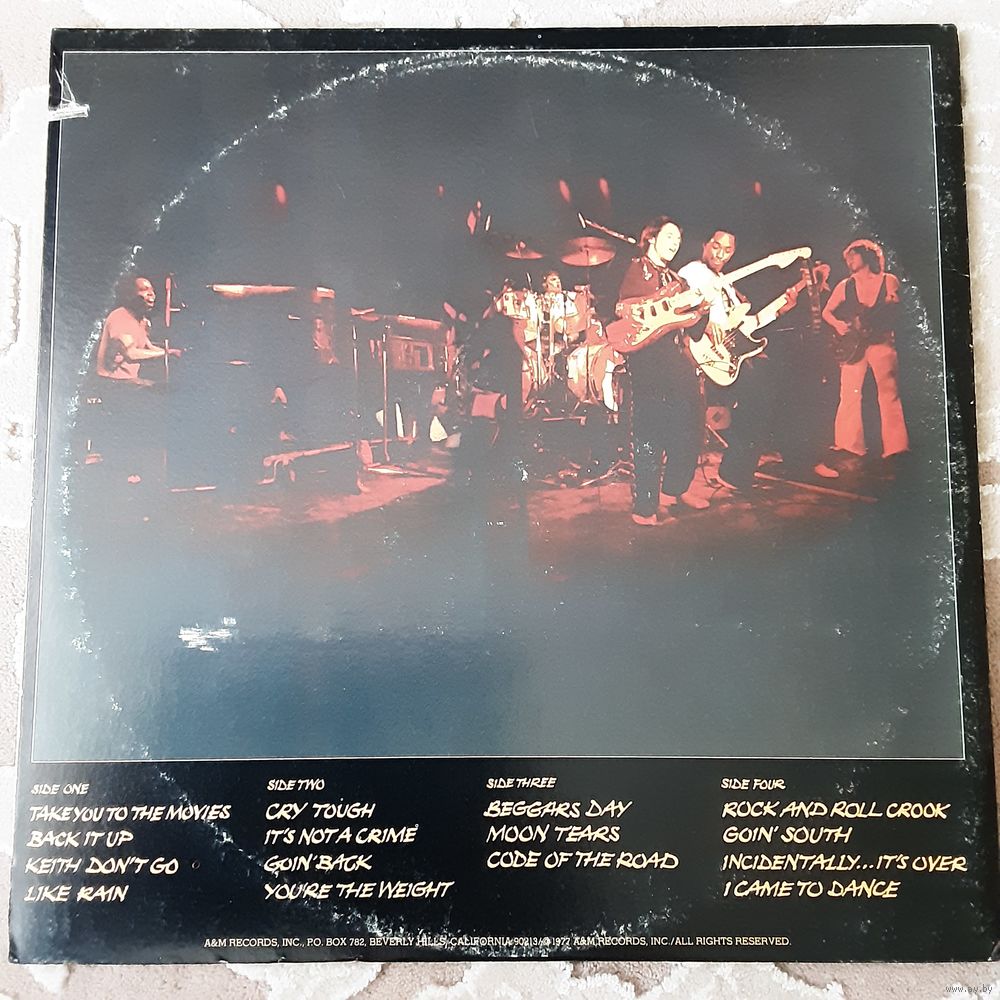 SIDE ONE
TAKE YOU TO THE MOVIES
BACK IT UP
KEITH DON'T GO
LIKE RAIN
SIDE TWO
CRY TOUGH
IT'S NOT A CRIME
GOIN' BACK
YOU'RE THE WEIGHT
SIDE THREE
BEGGARS DAY
MOON TEARS
CODE OF THE ROAD
SIDE FOUR
ROCK AND ROLL CROOK
GOIN' SOUTH
INCIDENTALLY...IT'S OVER
I CAME TO DANCE
A&M RECORDS, INC., P.O. BOX 782, BEVERLY HILLS, CALIFORNIA 90213/℗1977 A&M RECORDS, INC./ALL RIGHTS RESERVED.
www.ay.by